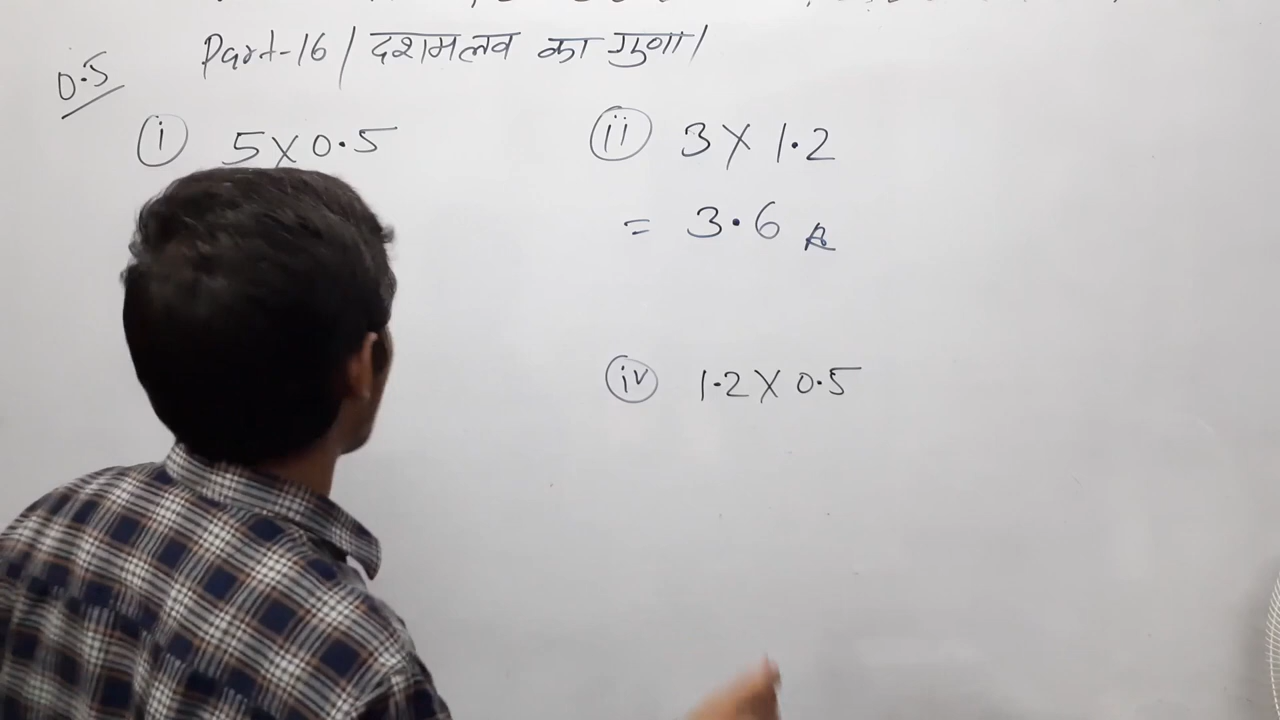 Part-16 / दशमलव का गुणा /
0.5
(i) 5 X 0.5
(ii) 3 X 1.2
= 3.6
(iv) 1.2 X 0.5